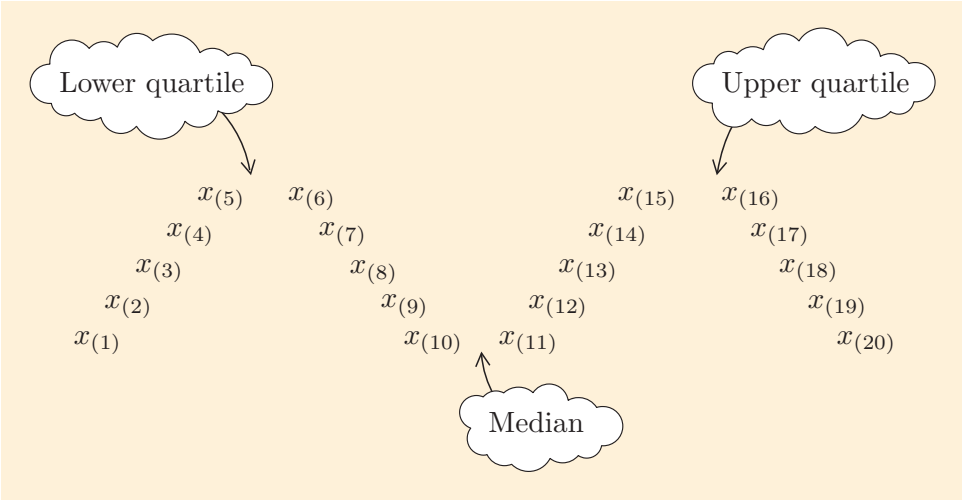 Lower quartile Upper quartile
x(5) x(6) x(15) x(16)
x(4) x(7) x(14) x(17)
x(3) x(8) x(13) x(18)
x(2) x(9) x(12) x(19)
x(1) x(10) x(11) x(20)
Median